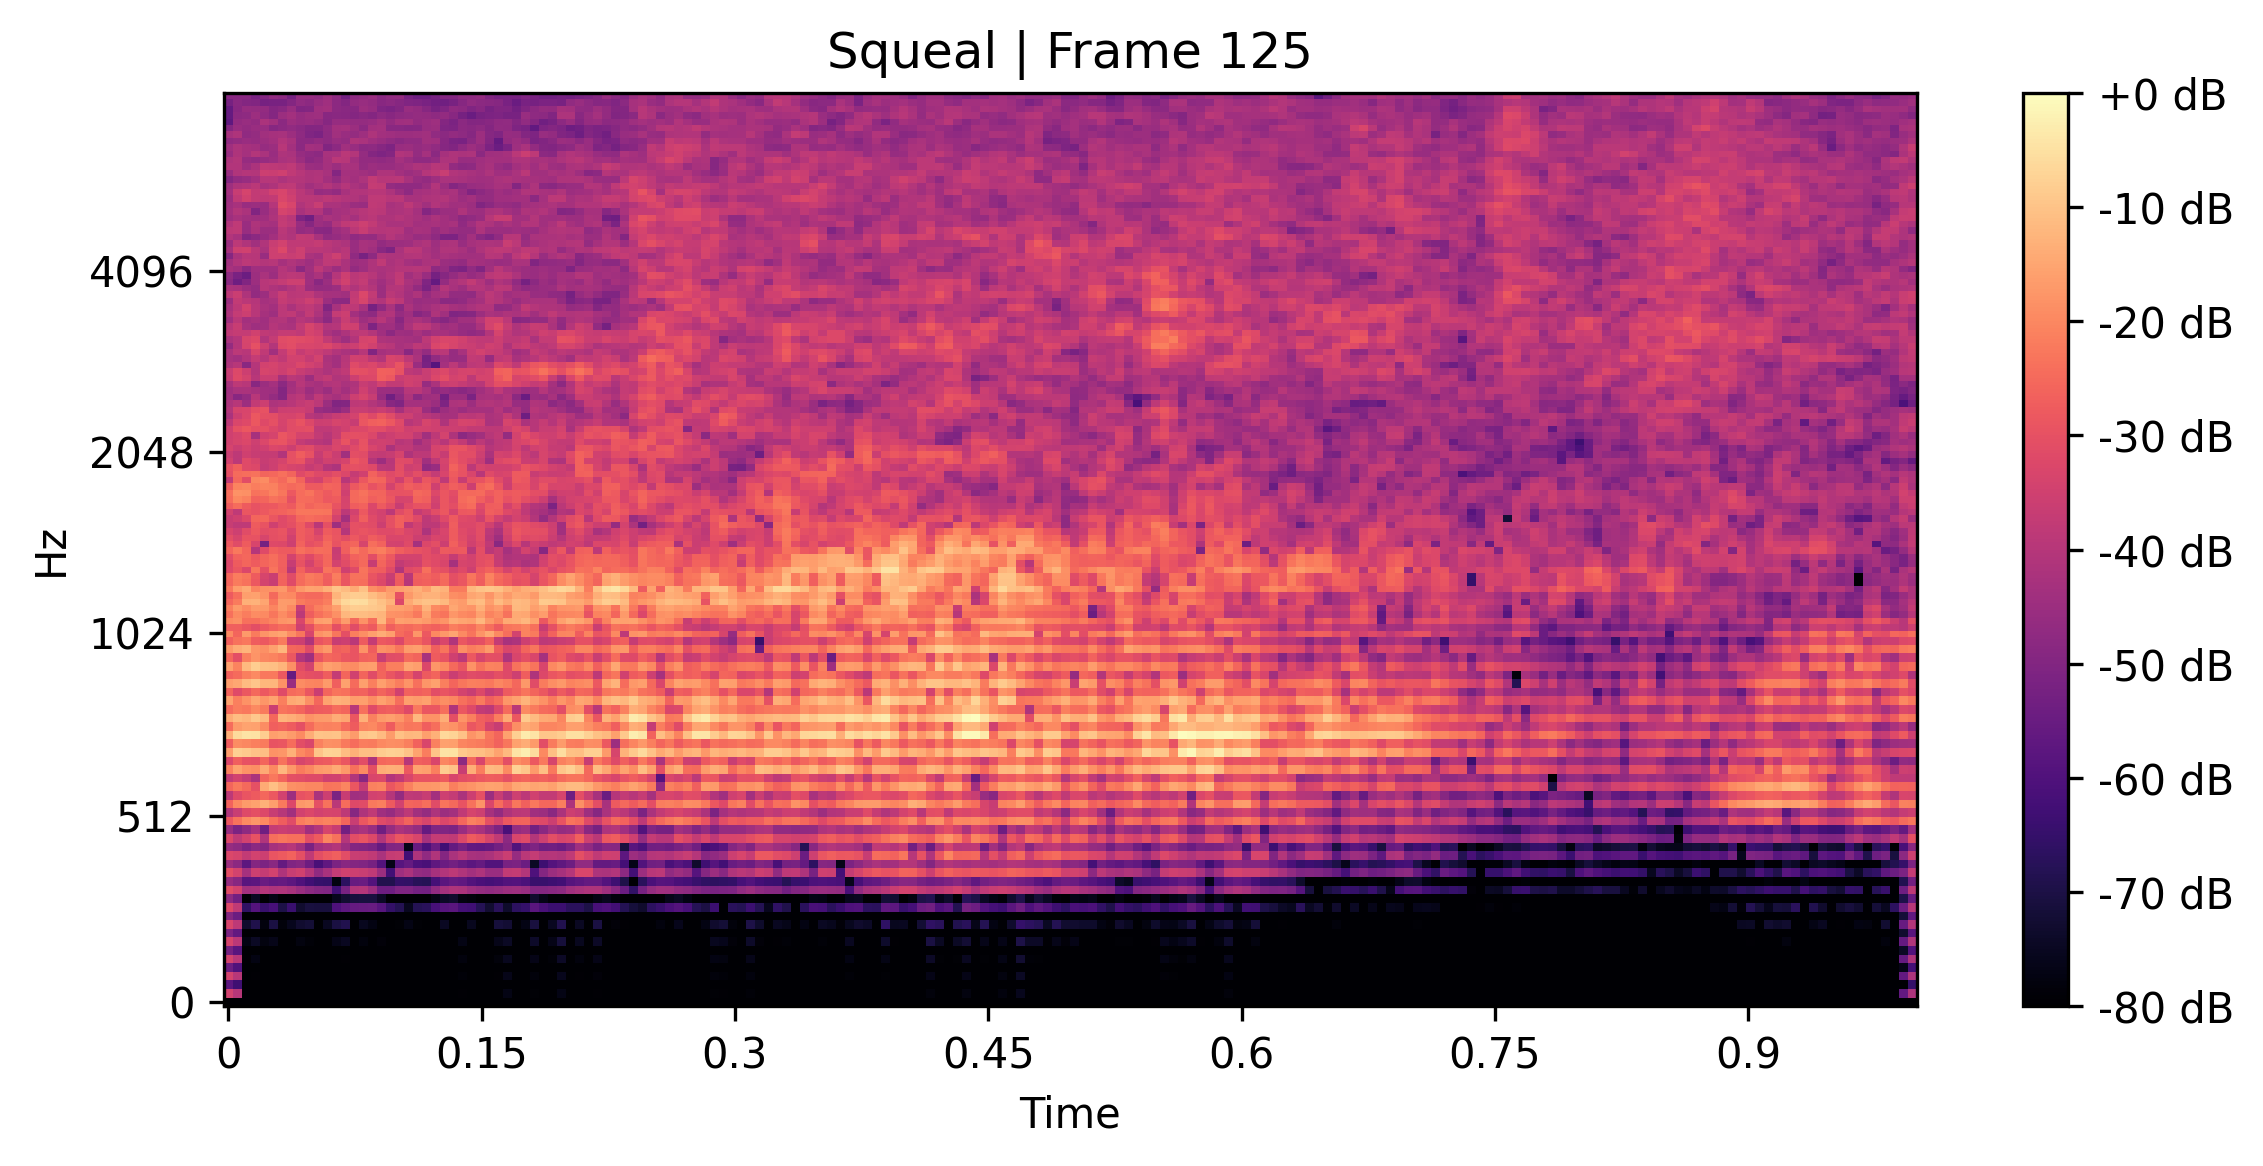 Squeal | Frame 125
Hz
4096
2048
1024
512
0
0 0.15 0.3 0.45 0.6 0.75 0.9
Time
+0 dB
-10 dB
-20 dB
-30 dB
-40 dB
-50 dB
-60 dB
-70 dB
-80 dB